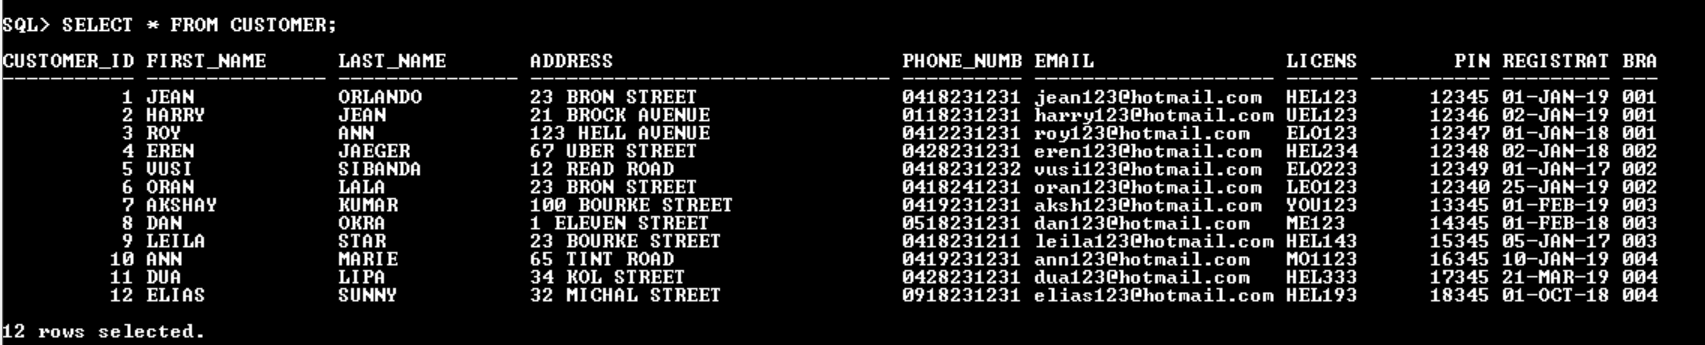 SQL> SELECT * FROM CUSTOMER;
CUSTOMER_ID FIRST_NAME LAST_NAME ADDRESS PHONE_NUMB EMAIL LICENS PIN REGISTRAT BRA
1 JEAN ORLANDO 23 BRON STREET 0418231231 jean123@hotmail.com HEL123 12345 01-JAN-19 001
2 HARRY JEAN 21 BROCK AVENUE 0118231231 harry123@hotmail.com UEL123 12346 02-JAN-19 001
3 ROY ANN 123 HELL AVENUE 0412231231 roy123@hotmail.com ELO123 12347 01-JAN-18 001
4 EREN JAEGER 67 UBER STREET 0428231231 eren123@hotmail.com HEL234 12348 02-JAN-18 002
5 VUSI SIBANDA 12 READ ROAD 0418231232 vusi123@hotmail.com ELO223 12349 01-JAN-17 002
6 ORAN LALA 23 BRON STREET 0418241231 oran123@hotmail.com LEO123 12340 25-JAN-19 002
7 AKSHAY KUMAR 100 BOURKE STREET 0419231231 aksh123@hotmail.com YOU123 13345 01-FEB-19 003
8 DAN OKRA 1 ELEVEN STREET 0518231231 dan123@hotmail.com ME123 14345 01-FEB-18 003
9 LEILA STAR 23 BOURKE STREET 0418231211 leila123@hotmail.com HEL143 15345 05-JAN-17 003
10 ANN MARIE 65 TINT ROAD 0419231231 ann123@hotmail.com MO1123 16345 10-JAN-19 004
11 DUA LIPA 34 KOL STREET 0428231231 dua123@hotmail.com HEL333 17345 21-MAR-19 004
12 ELIAS SUNNY 32 MICHAL STREET 0918231231 elias123@hotmail.com HEL193 18345 01-OCT-18 004
12 rows selected.